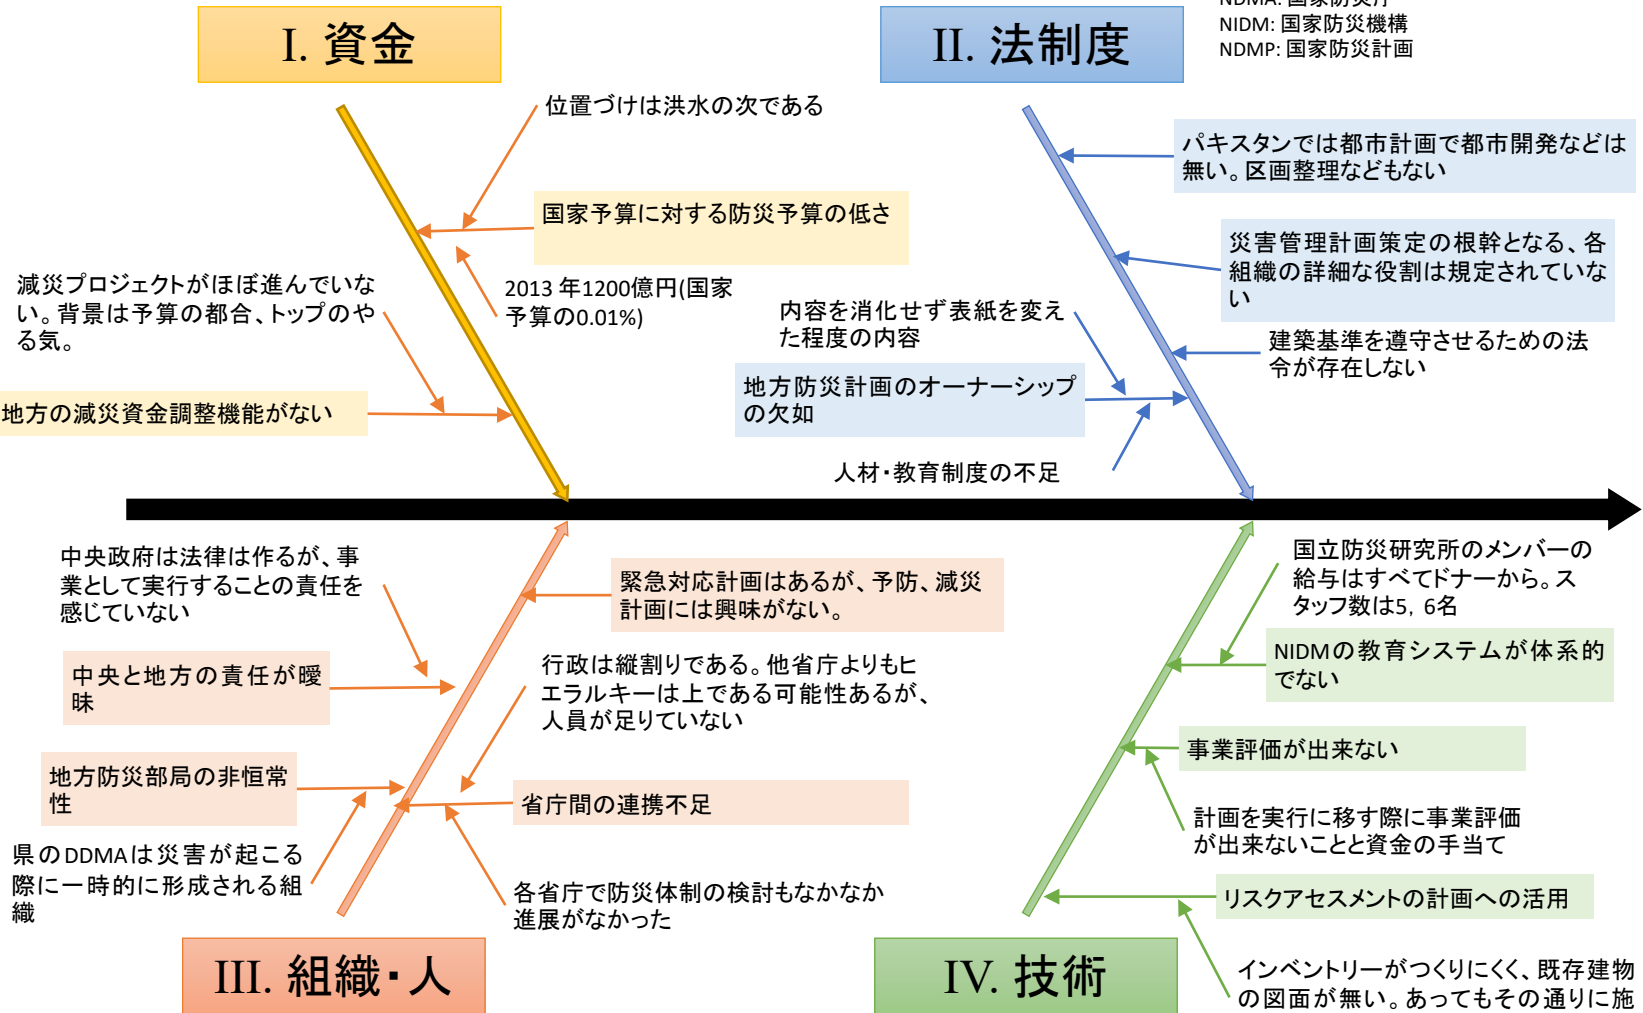 I. 資金
II. 法制度
NDMA: 国家防災庁
NIDM: 国家防災機構
NDMP: 国家防災計画
位置づけは洪水の次である
国家予算に対する防災予算の低さ
2013 年1200億円(国家
予算の0.01%)
減災プロジェクトがほぼ進んでいな
い。背景は予算の都合、トップのや
る気。
地方の減災資金調整機能がない
パキスタンでは都市計画で都市開発などは
無い。区画整理などもない
災害管理計画策定の根幹となる、各
組織の詳細な役割は規定されていな
い
内容を消化せず表紙を変え
た程度の内容
建築基準を遵守させるための法
令が存在しない
地方防災計画のオーナーシップ
の欠如
人材・教育制度の不足
中央政府は法律は作るが、事
業として実行することの責任を
感じていない
緊急対応計画はあるが、予防、減災
計画には興味がない。
中央と地方の責任が曖
昧
行政は縦割りである。他省庁よりもヒ
エラルキーは上である可能性あるが、
人員が足りていない
地方防災部局の非恒常
性
省庁間の連携不足
県のDDMAは災害が起こる
際に一時的に形成される組
織
各省庁で防災体制の検討もなかなか
進展がなかった
国立防災研究所のメンバーの
給与はすべてドナーから。ス
タッフ数は5, 6名
NIDMの教育システムが体系的
でない
事業評価が出来ない
計画を実行に移す際に事業評価
が出来ないことと資金の手当て
リスクアセスメントの計画への活用
インベントリーがつくりにくく、既存建物
の図面が無い。あってもその通りに施
III. 組織・人
IV. 技術